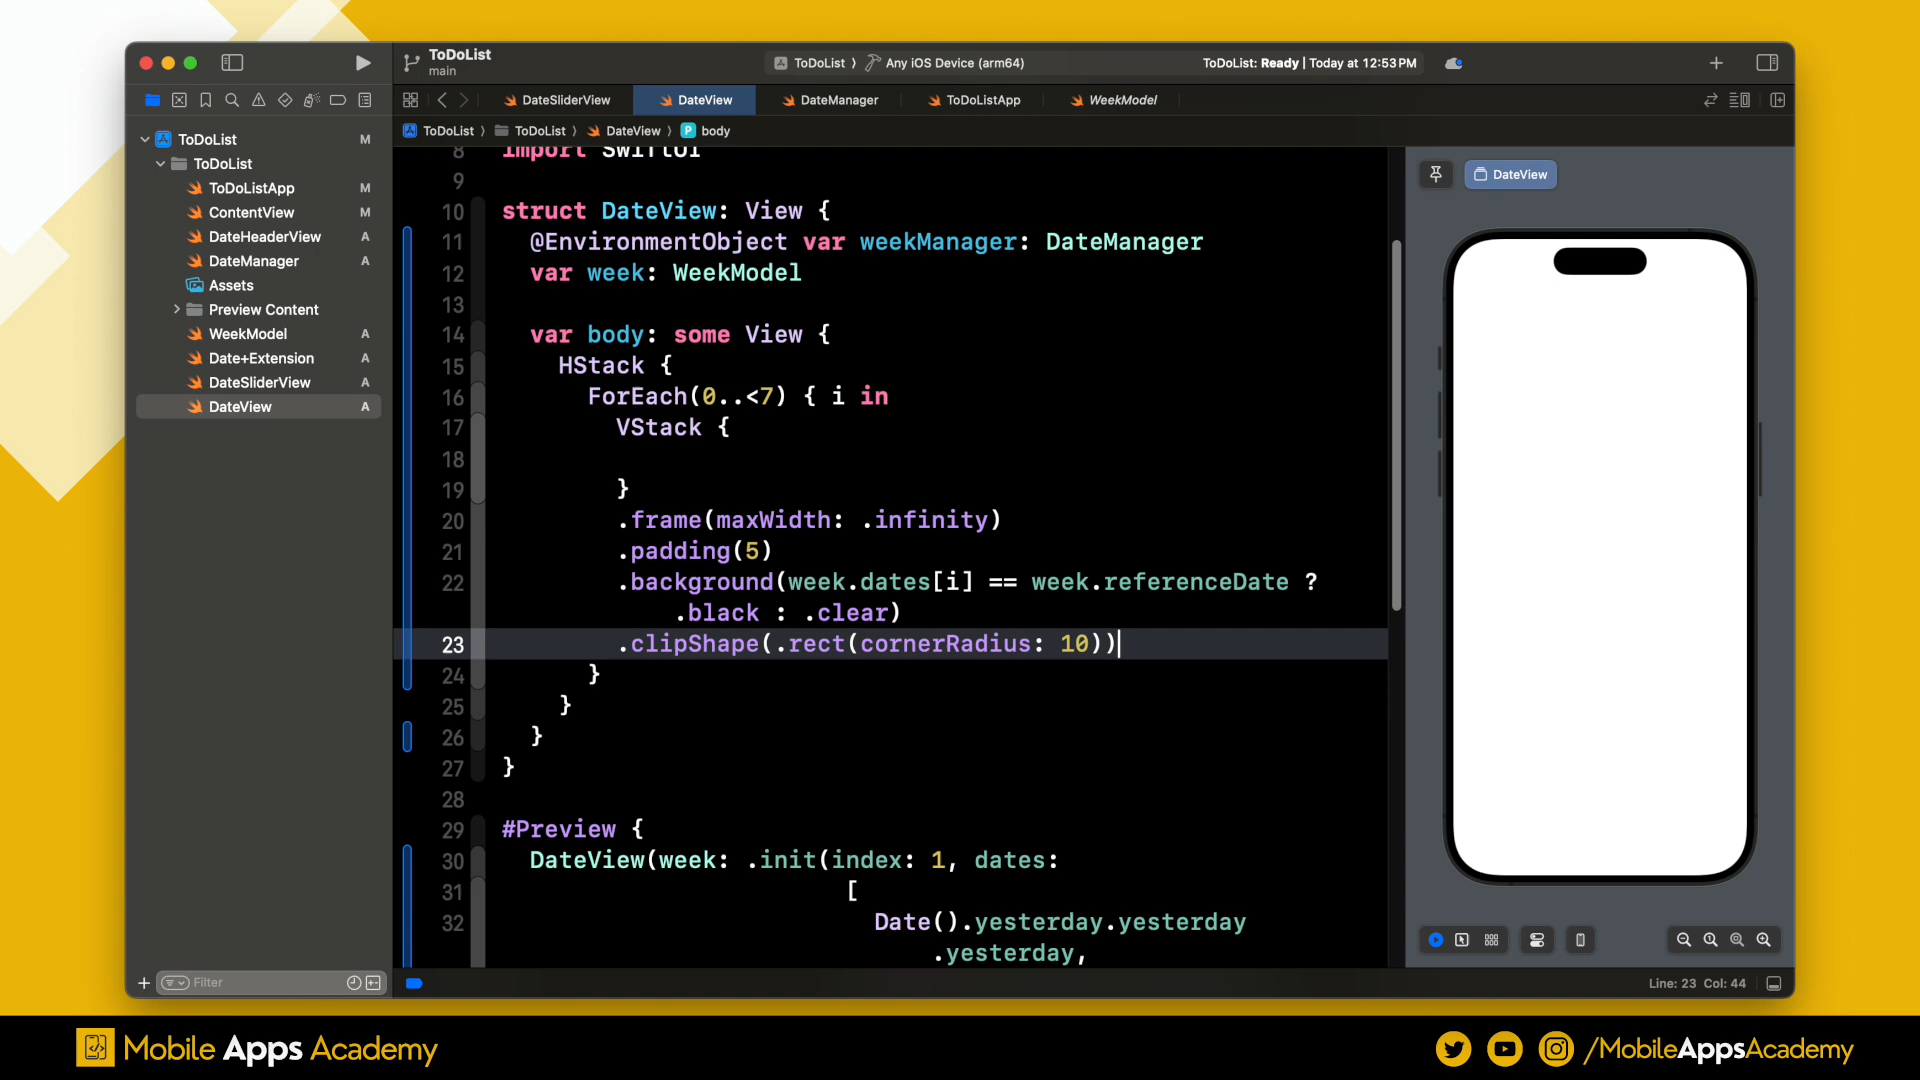 ToDoList
main
ToDoList 〉 Any iOS Device (arm64)
ToDoList: Ready | Today at 12:53 PM
DateSliderView
DateView
DateManager
ToDoListApp
WeekModel
ToDoList 〉 ToDoList 〉 DateView 〉 P body
ToDoList M
ToDoList
ToDoListApp M
ContentView M
DateHeaderView A
DateManager A
Assets
Preview Content
WeekModel A
Date+Extension A
DateSliderView A
DateView A
Filter
8 import SwiftUI
9
10 struct DateView: View {
11 @EnvironmentObject var weekManager: DateManager
12 var week: WeekModel
13
14 var body: some View {
15 HStack {
16 ForEach(0..<7) { i in
17 VStack {
18
19 }
20 .frame(maxWidth: .infinity)
21 .padding(5)
22 .background(week.dates[i] == week.referenceDate ?
.black : .clear)
23 .clipShape(.rect(cornerRadius: 10))
24 }
25 }
26 }
27 }
28
29 #Preview {
30 DateView(week: .init(index: 1, dates:
31 [
32 Date().yesterday.yesterday
.yesterday,
DateView
Line: 23 Col: 44
Mobile Apps Academy
/MobileAppsAcademy